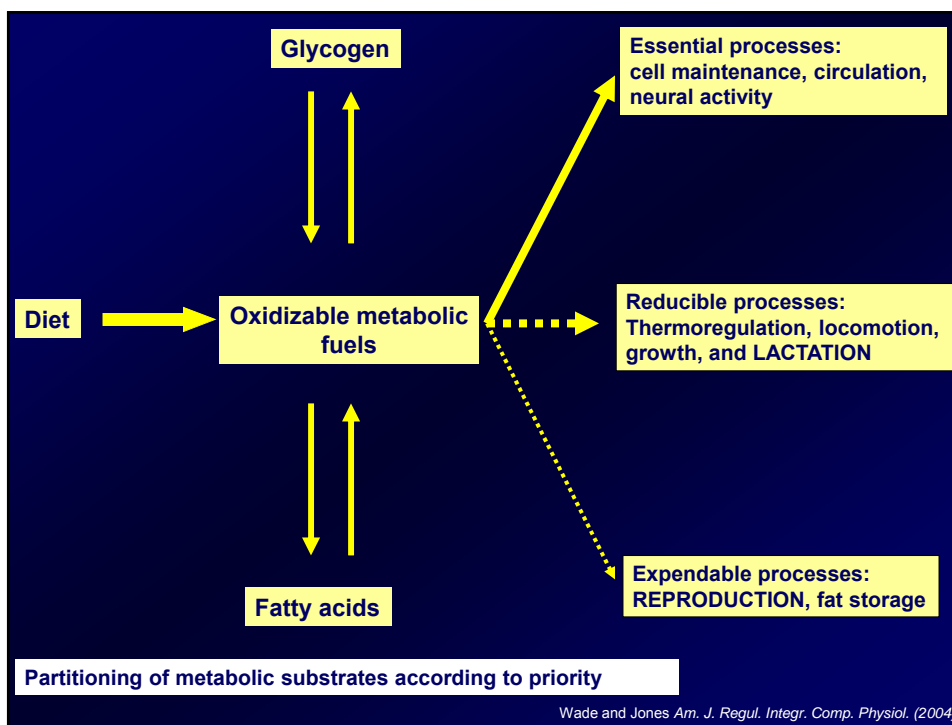 Glycogen
Essential processes:
cell maintenance, circulation,
neural activity
Diet
Oxidizable metabolic
fuels
Reducible processes:
Thermoregulation, locomotion,
growth, and LACTATION
Fatty acids
Expendable processes:
REPRODUCTION, fat storage
Partitioning of metabolic substrates according to priority
Wade and Jones Am. J. Regul. Integr. Comp. Physiol. (2004